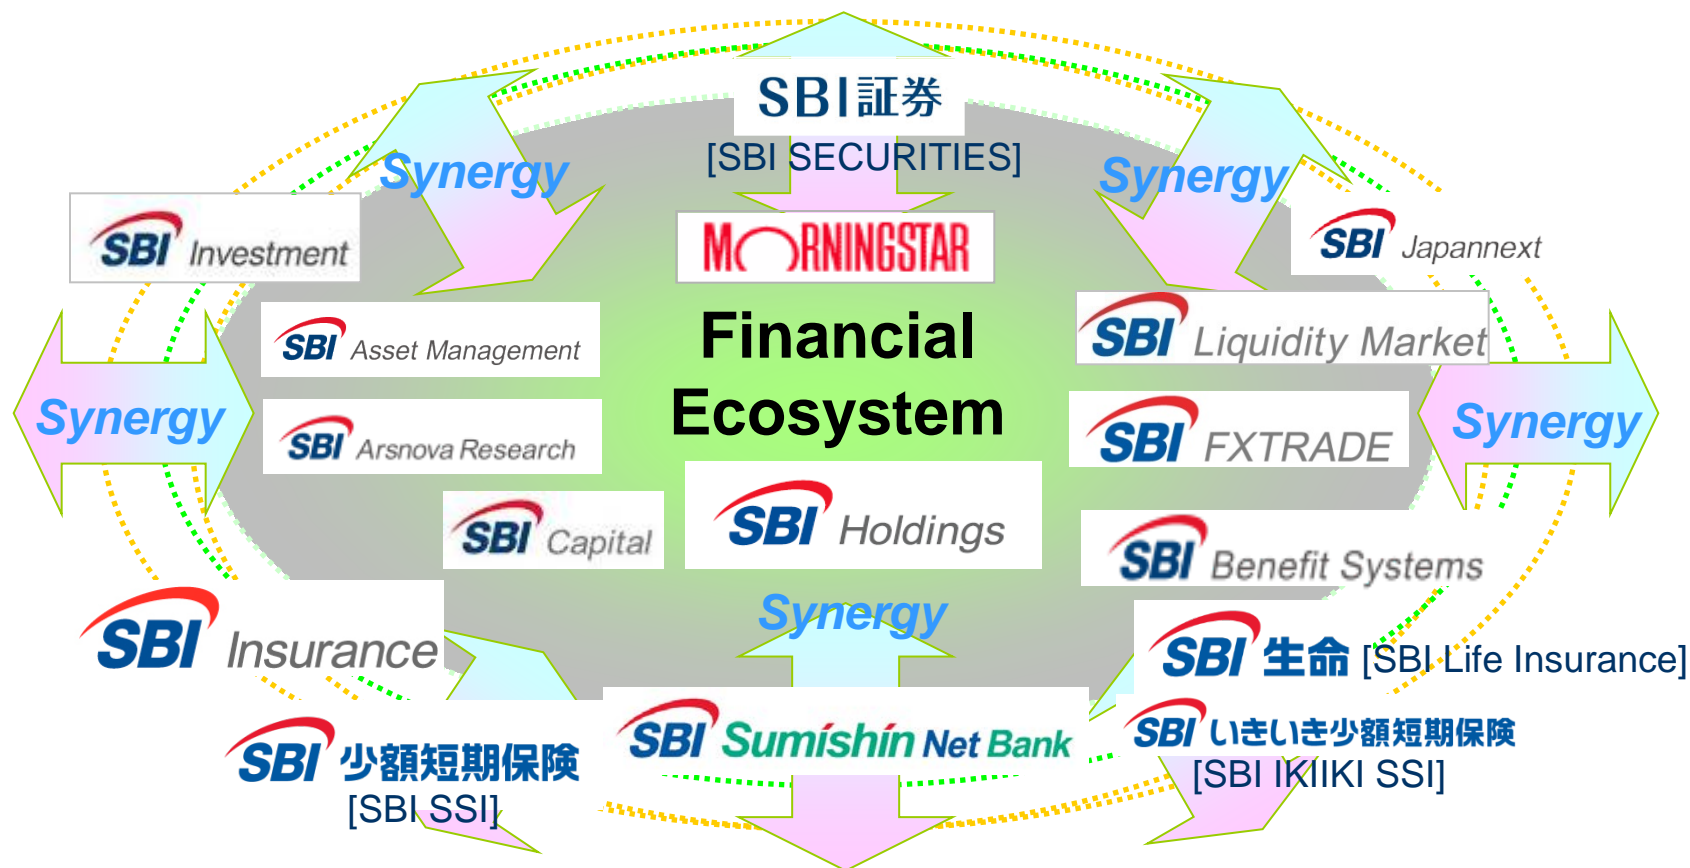 SBI証券
[SBI SECURITIES]
Synergy
Synergy
SBI Investment
MORNINGSTAR
SBI Japannext
SBI Asset Management
Financial
Ecosystem
SBI Liquidity Market
Synergy
Synergy
SBI Arsnova Research
SBI FXTRADE
SBI Capital
SBI Holdings
SBI Benefit Systems
Synergy
SBI Insurance
SBI 生命 [SBI Life Insurance]
SBI 少額短期保険
[SBI SSI]
SBI Sumishin Net Bank
SBI いきいき少額短期保険
[SBI IKIIKI SSI]